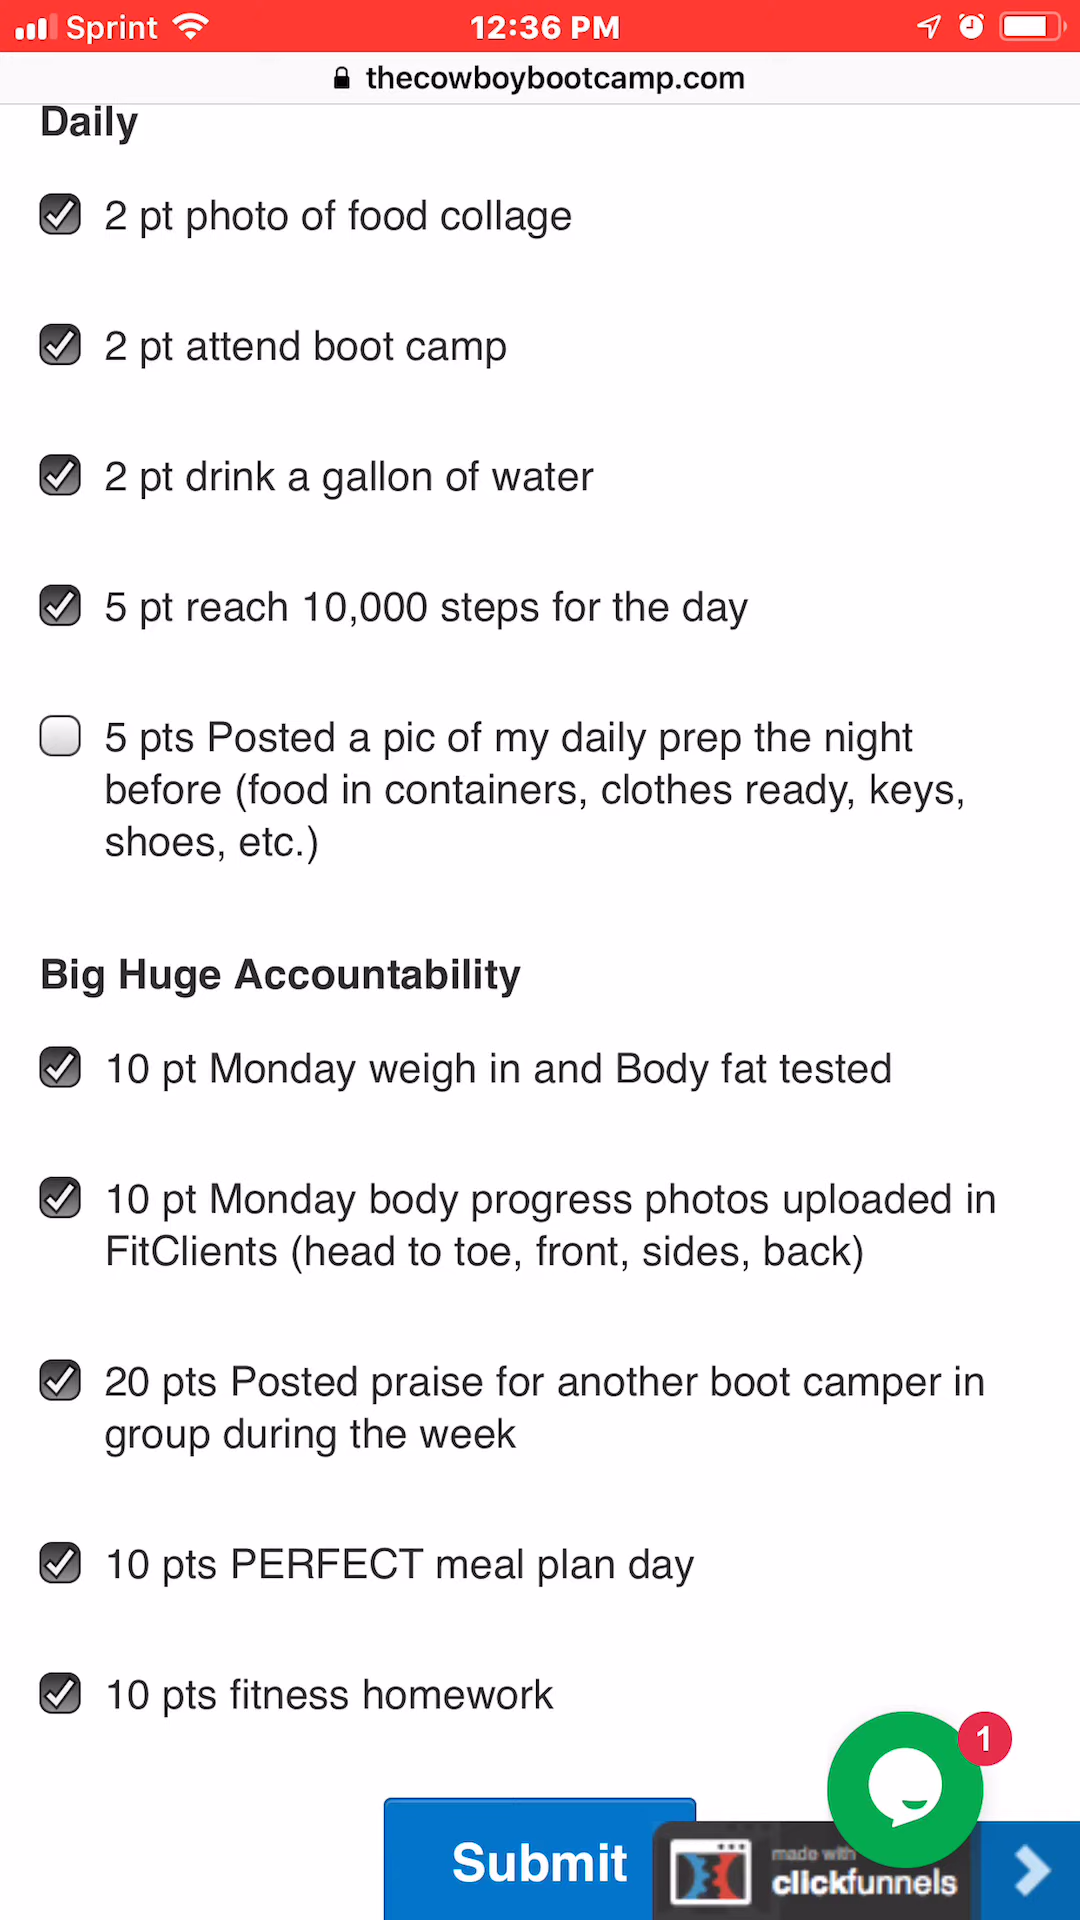 Sprint 12:36 PM
thecowboybootcamp.com
Daily
2 pt photo of food collage
2 pt attend boot camp
2 pt drink a gallon of water
5 pt reach 10,000 steps for the day
5 pts Posted a pic of my daily prep the night
before (food in containers, clothes ready, keys,
shoes, etc.)
Big Huge Accountability
10 pt Monday weigh in and Body fat tested
10 pt Monday body progress photos uploaded in
FitClients (head to toe, front, sides, back)
20 pts Posted praise for another boot camper in
group during the week
10 pts PERFECT meal plan day
10 pts fitness homework
1
Submit
made with
clickfunnels